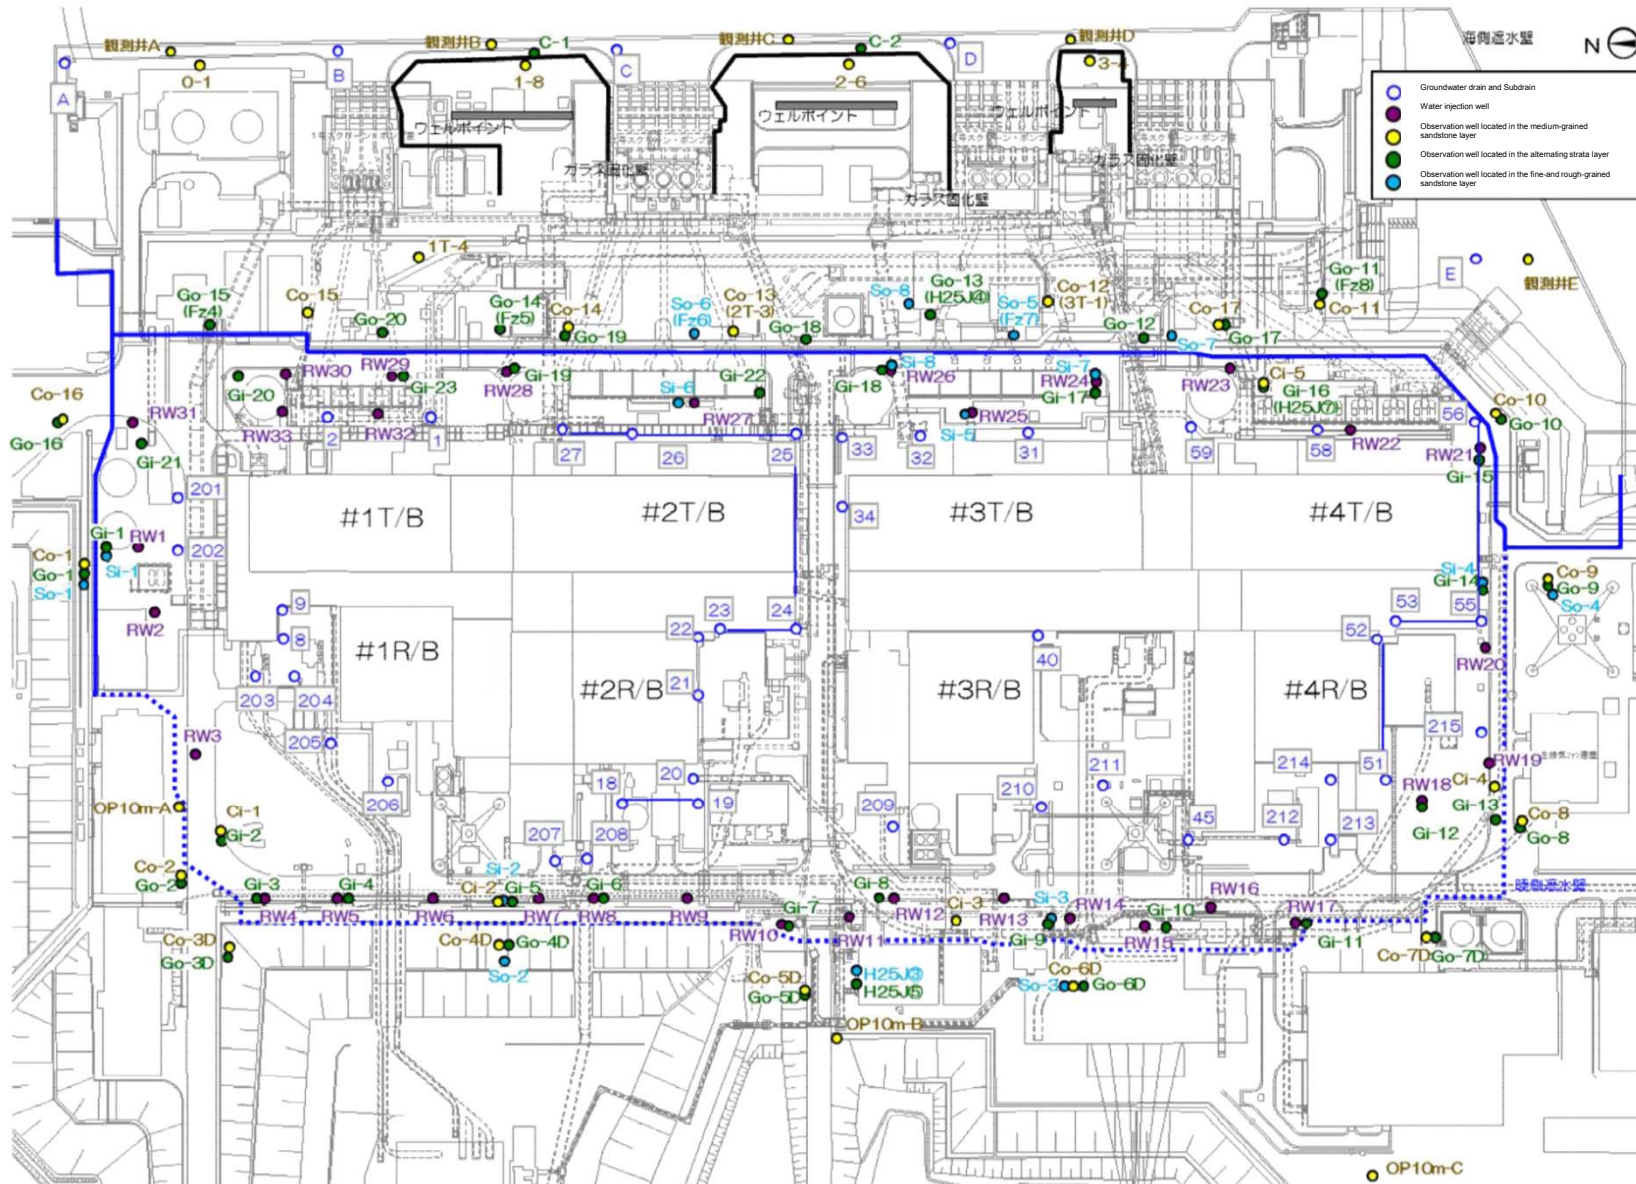 海側遮水壁
N
Groundwater drain and Subdrain
Water injection well
Observation well located in the medium-grained
sandstone layer
Observation well located in the alternating strata layer
Observation well located in the fine-and rough-grained
sandstone layer
観測井A
観測井B
C-1
観測井C
C-2
観測井D
A
0-1
B
1-8
C
2-6
D
ウェルポイント
ウェルポイント
ウェルポイント
ガラス固化壁
ガラス固化壁
ガラス固化壁
1T-4
E
観測井E
Go-15
(Fz4)
Co-15
Go-20
Go-14
(Fz5)
Co-14
Go-19
So-6
(Fz6)
Co-13
(2T-3)
Go-18
So-8
Go-13
(H25J④)
So-5
(Fz7)
Co-12
(3T-1)
Go-12
So-7
Co-17
Go-17
Go-11
(Fz8)
Co-11
Co-16
Go-16
RW31
Gi-21
Gi-20
RW30
RW33
RW29
Gi-23
RW32
2
1
RW28
Gi-19
Si-6
RW27
Gi-22
27
26
25
Gi-18
Si-8
RW26
Si-5
RW25
33
32
31
Si-7
RW24
Gi-17
RW23
Ci-5
Gi-16
(H25J⑦)
RW22
59
58
56
Co-10
Go-10
RW21
Gi-15
201
202
#1T/B
#2T/B
34
#3T/B
#4T/B
Co-1
Go-1
So-1
Gi-1
RW1
Si-1
RW2
9
8
203
204
205
206
#1R/B
#2R/B
22
23
24
21
20
18
19
207
208
40
#3R/B
#4R/B
52
53
55
Si-4
Gi-14
RW20
Co-9
Go-9
So-4
215
51
214
213
212
45
211
210
209
RW19
RW18
Ci-4
Gi-13
Gi-12
Co-8
Go-8
RW3
OP10m-A
Ci-1
Gi-2
Co-2
Go-2
Gi-3
RW4
Gi-4
RW5
RW6
Ci-2
Si-2
Gi-5
RW7
Gi-6
RW8
RW9
RW10
Gi-7
RW11
Gi-8
RW12
Ci-3
RW13
Si-3
Gi-9
RW14
Gi-10
RW15
RW16
RW17
Gi-11
陸側遮水壁
Co-3D
Go-3D
Co-4D
Go-4D
So-2
Co-5D
Go-5D
H25J③
H25J⑤
Co-6D
So-3
Go-6D
Co-7D
Go-7D
OP10m-B
OP10m-C